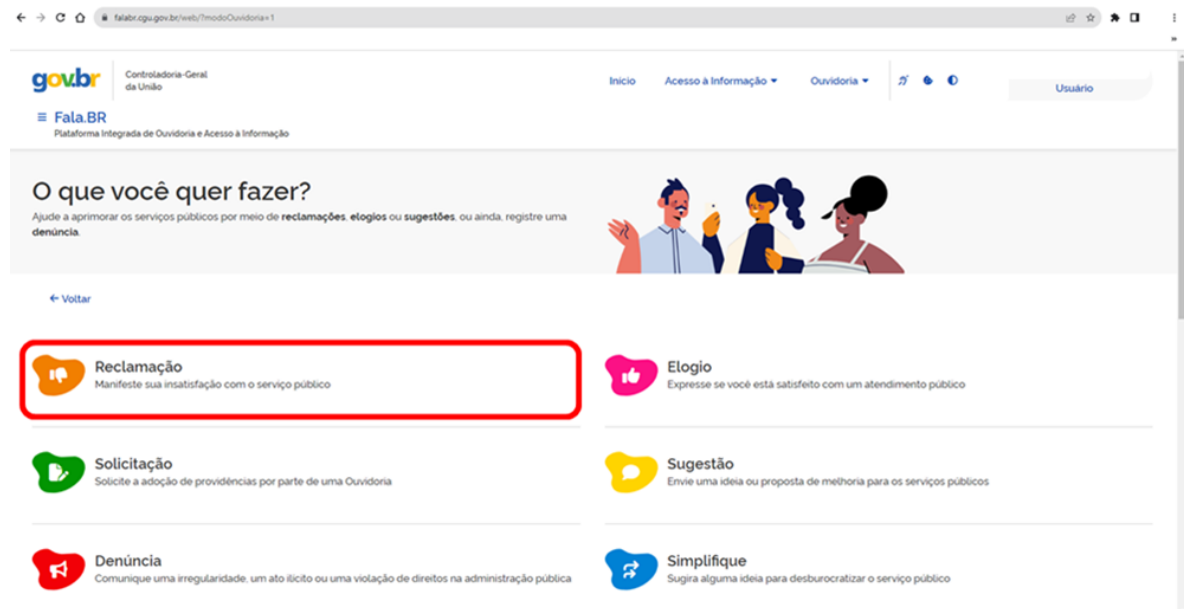 falabr.cgu.gov.br/web/?modoOuvidoria=1
gov.br
Controladoria-Geral
da União
Início
Acesso à Informação
Ouvidoria
Usuário
Fala.BR
Plataforma Integrada de Ouvidoria e Acesso à Informação
O que você quer fazer?
Ajude a aprimorar os serviços públicos por meio de reclamações, elogios ou sugestões, ou ainda, registre uma
denúncia.
Voltar
Reclamação
Manifeste sua insatisfação com o serviço público
Elogio
Expresse se você está satisfeito com um atendimento público
Solicitação
Solicite a adoção de providências por parte de uma Ouvidoria
Sugestão
Envie uma ideia ou proposta de melhoria para os serviços públicos
Denúncia
Comunique uma irregularidade, um ato ilícito ou uma violação de direitos na administração pública
Simplifique
Sugira alguma ideia para desburocratizar o serviço público